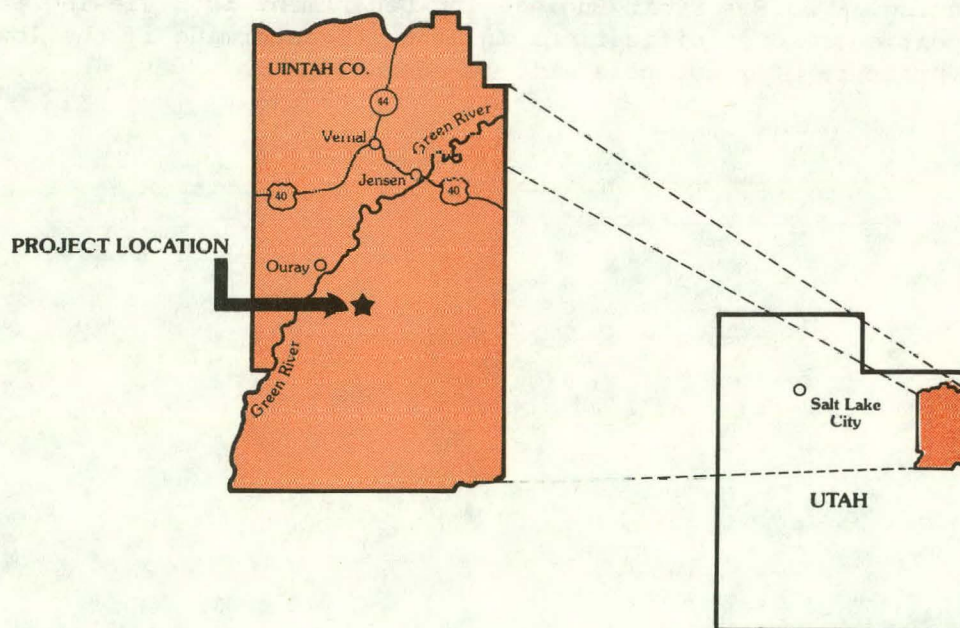 UINTAH CO.
44
Vernal
Green River
Jensen
40
40
PROJECT LOCATION
Ouray
Green River
Salt Lake
City
UTAH